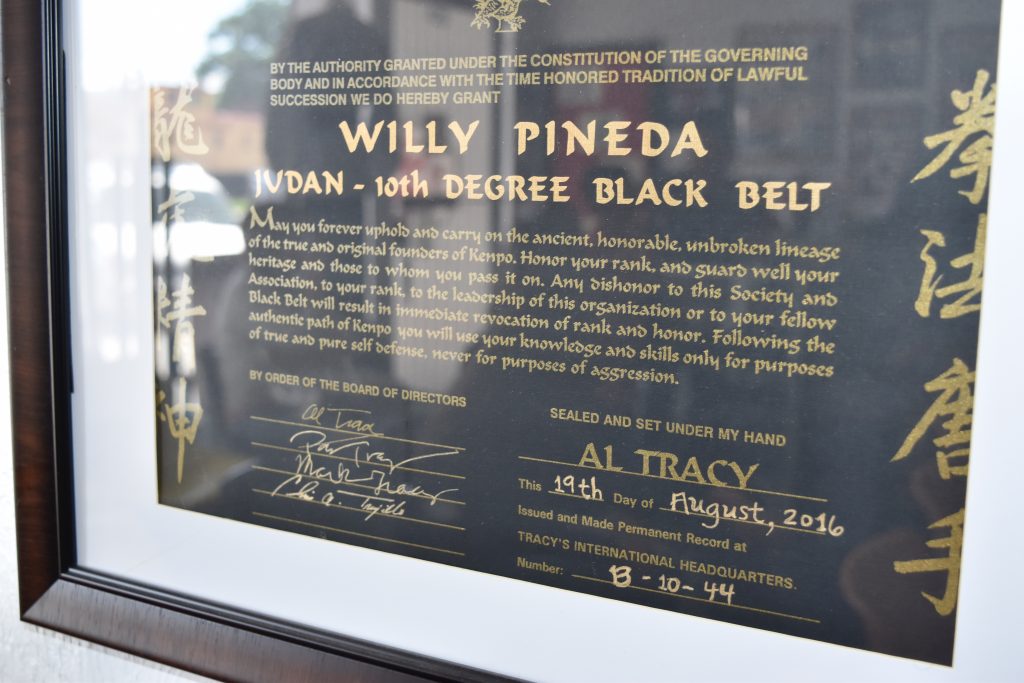 BY THE AUTHORITY GRANTED UNDER THE CONSTITUTION OF THE GOVERNING
BODY AND IN ACCORDANCE WITH THE TIME HONORED TRADITION OF LAWFUL
SUCCESSION WE DO HEREBY GRANT
WILLY PINEDA
JUDAN - 10th DEGREE BLACK BELT
May you forever uphold and carry on the ancient, honorable, unbroken lineage
of the true and original founders of Kenpo. Honor your rank, and guard well your
heritage and those to whom you pass it on. Any dishonor to this Society and
Association, to your rank, to the leadership of this organization or to your fellow
Black Belt will result in immediate revocation of rank and honor. Following the
authentic path of Kenpo you will use your knowledge and skills only for purposes
of true and pure self defense, never for purposes of aggression.
BY ORDER OF THE BOARD OF DIRECTORS
Al Tracy
SEALED AND SET UNDER MY HAND
AL TRACY
This 19th Day of August, 2016
Issued and Made Permanent Record at
TRACY'S INTERNATIONAL HEADQUARTERS.
Number: B-10-44
龍
精
神
拳法唐手